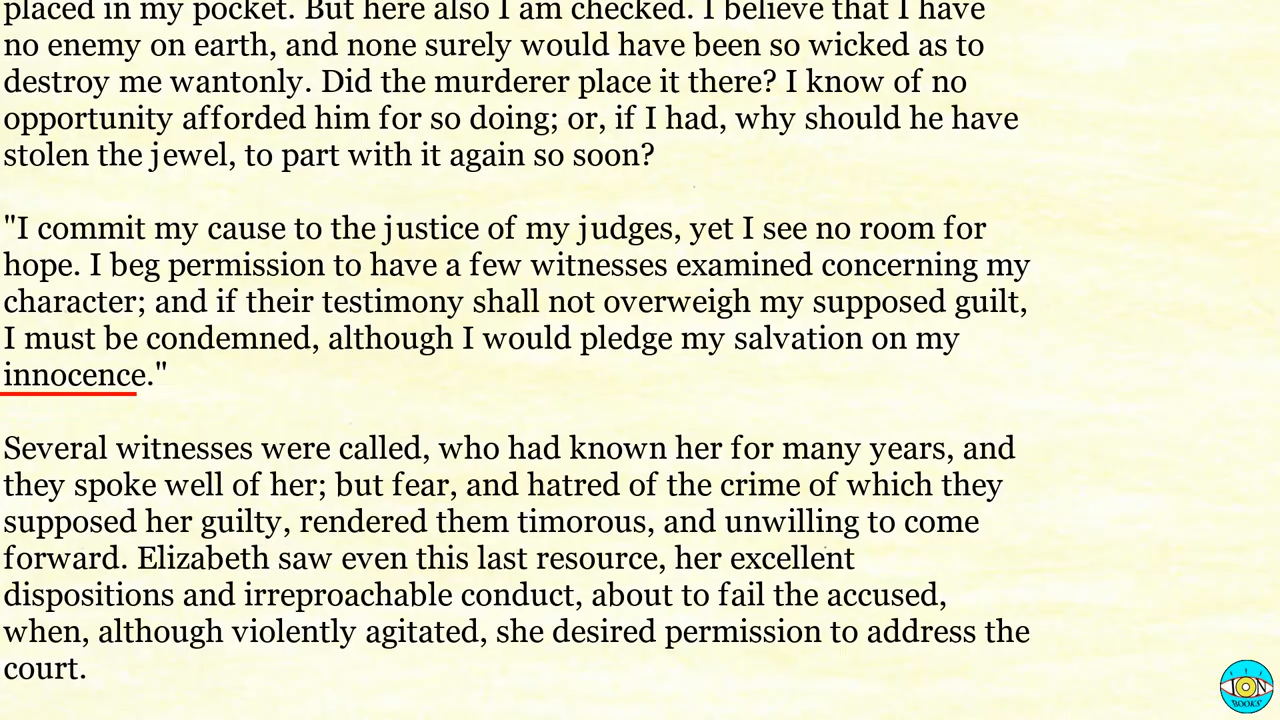 placed in my pocket. But here also I am checked. I believe that I have
no enemy on earth, and none surely would have been so wicked as to
destroy me wantonly. Did the murderer place it there? I know of no
opportunity afforded him for so doing; or, if I had, why should he have
stolen the jewel, to part with it again so soon?
"I commit my cause to the justice of my judges, yet I see no room for
hope. I beg permission to have a few witnesses examined concerning my
character; and if their testimony shall not overweigh my supposed guilt,
I must be condemned, although I would pledge my salvation on my
innocence."
Several witnesses were called, who had known her for many years, and
they spoke well of her; but fear, and hatred of the crime of which they
supposed her guilty, rendered them timorous, and unwilling to come
forward. Elizabeth saw even this last resource, her excellent
dispositions and irreproachable conduct, about to fail the accused,
when, although violently agitated, she desired permission to address the
court.
ION
BOOKS